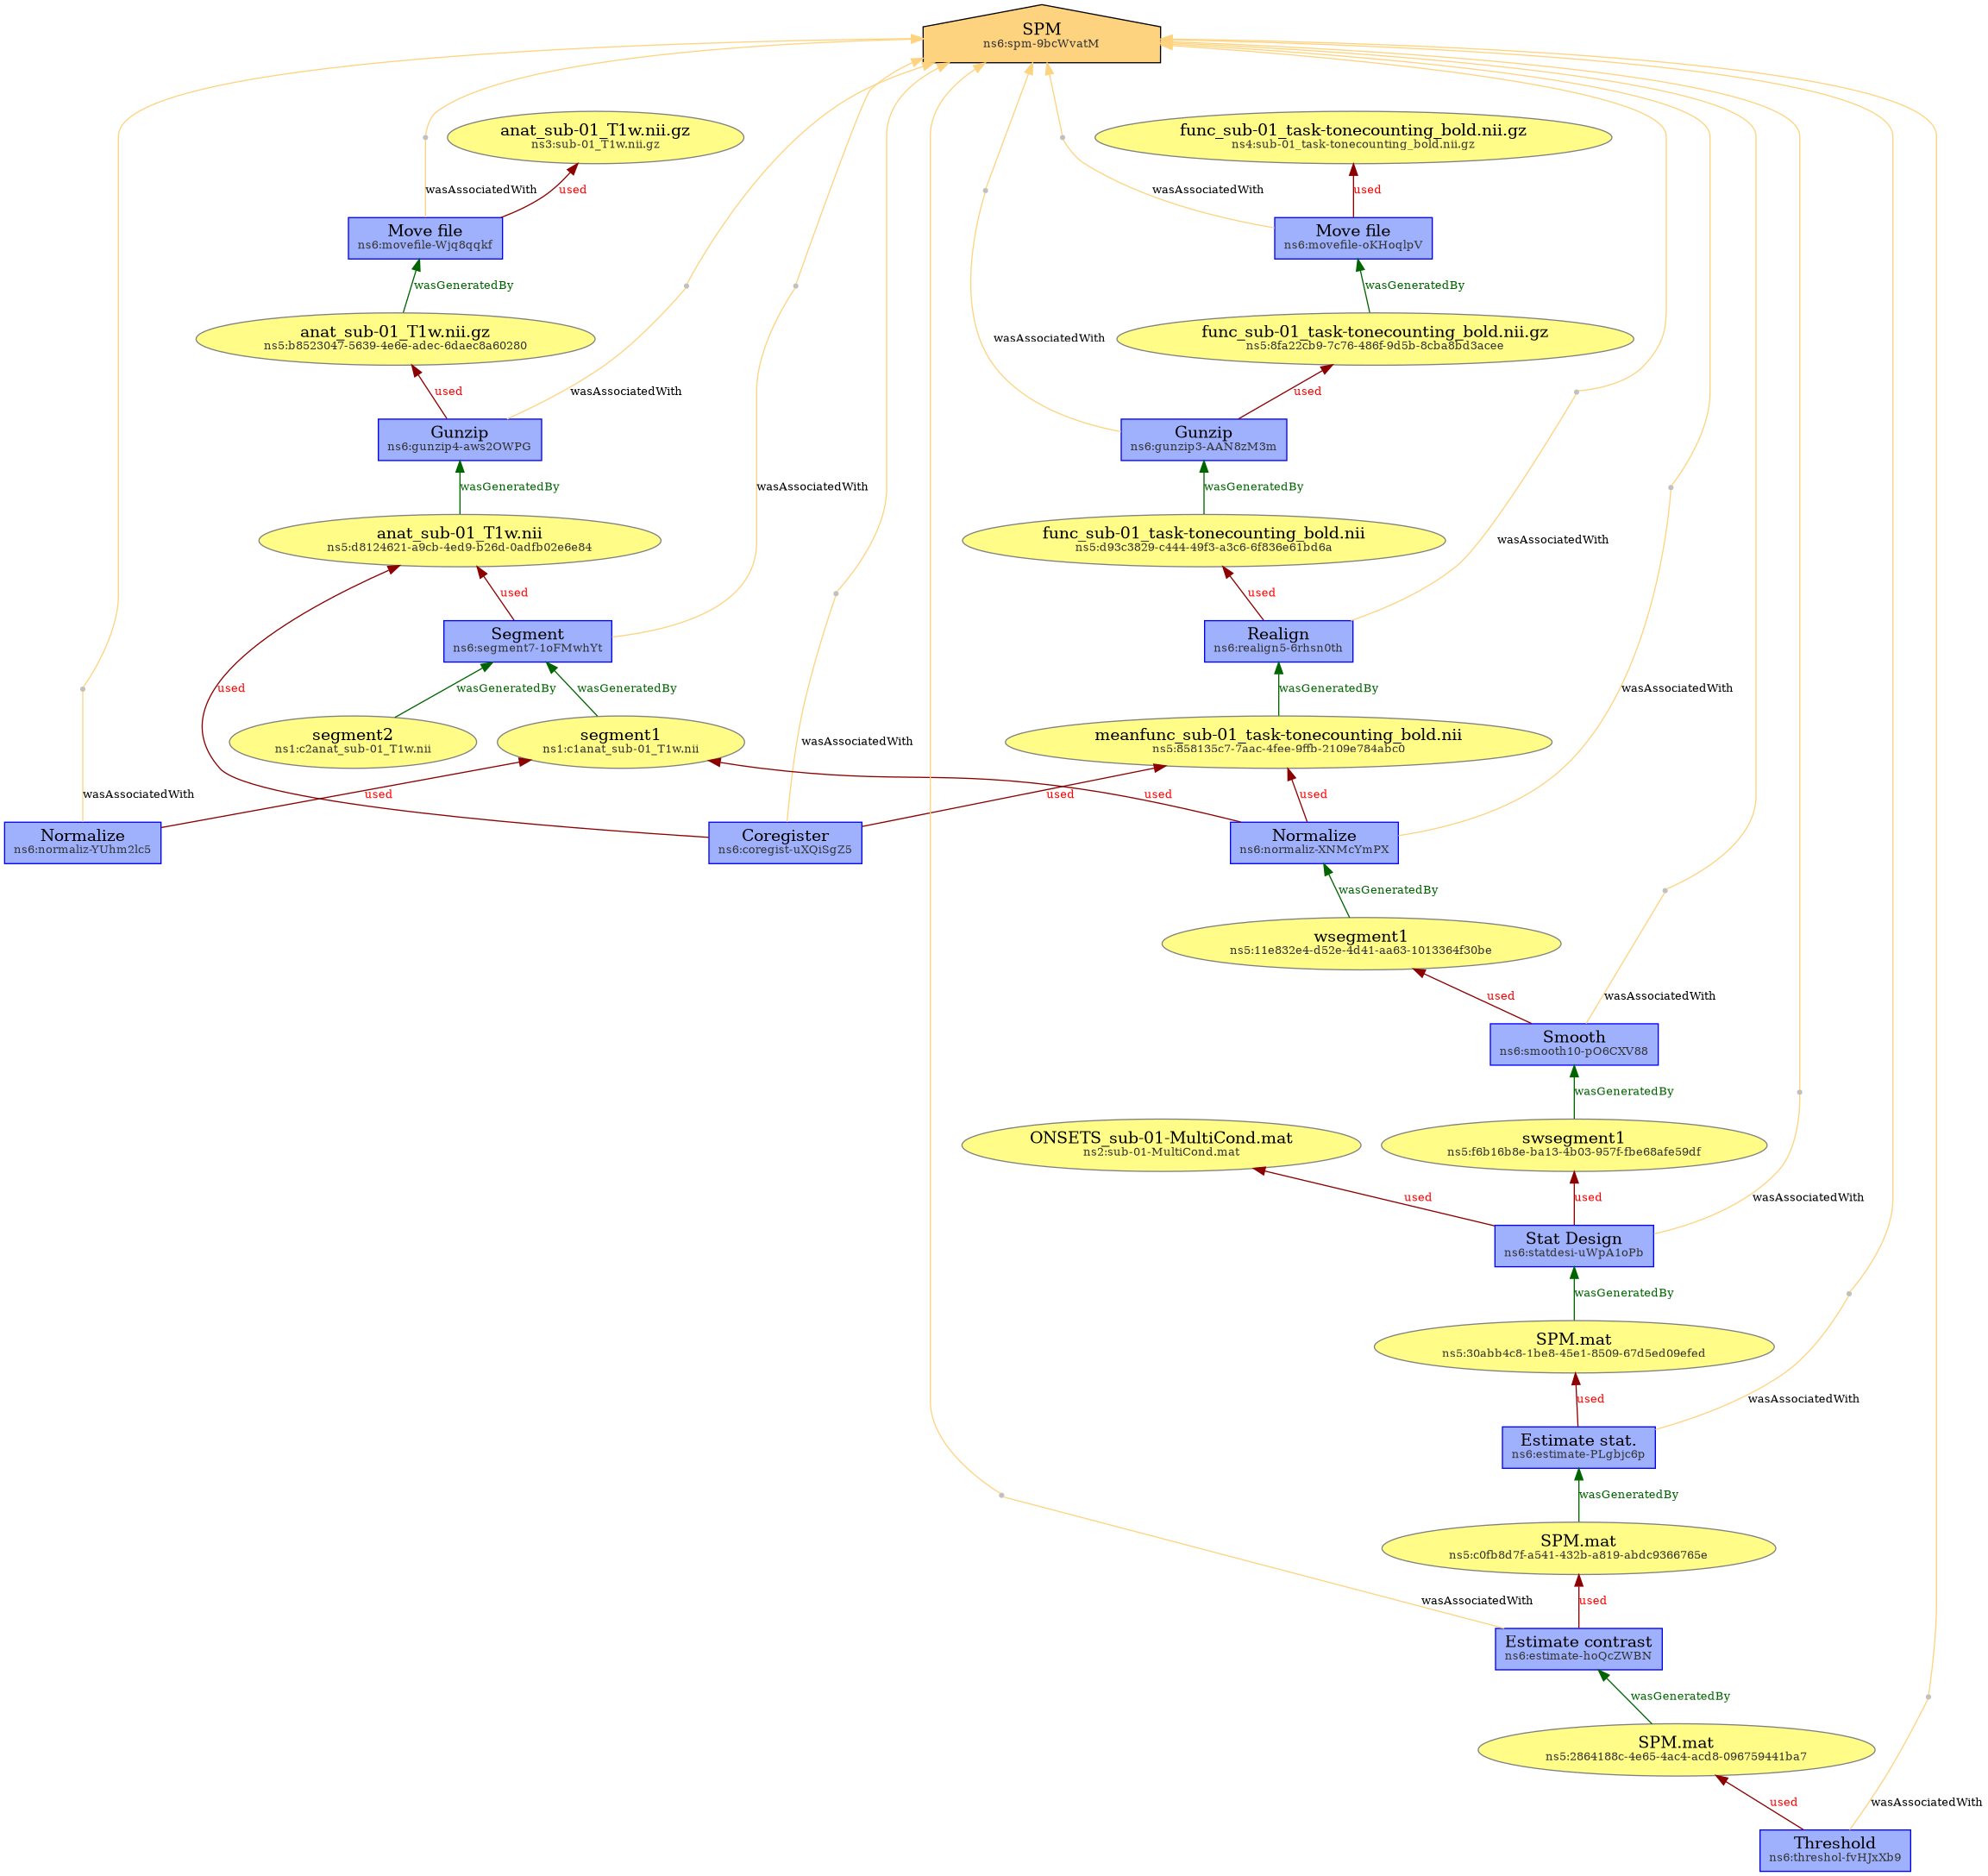 SPM
ns6:spm-9bcWvatM
anat_sub-01_T1w.nii.gz
ns3:sub-01_T1w.nii.gz
func_sub-01_task-tonecounting_bold.nii.gz
ns4:sub-01_task-tonecounting_bold.nii.gz
wasAssociatedWith
used
wasAssociatedWith
used
Move file
ns6:movefile-Wjq8qqkf
Move file
ns6:movefile-oKHoqlpV
wasGeneratedBy
wasGeneratedBy
anat_sub-01_T1w.nii.gz
ns5:b8523047-5639-4e6e-adec-6daec8a60280
wasAssociatedWith
func_sub-01_task-tonecounting_bold.nii.gz
ns5:8fa22cb9-7c76-486f-9d5b-8cba8bd3acee
used
wasAssociatedWith
used
Gunzip
ns6:gunzip4-aws2OWPG
Gunzip
ns6:gunzip3-AAN8zM3m
wasGeneratedBy
wasAssociatedWith
wasGeneratedBy
anat_sub-01_T1w.nii
ns5:d8124621-a9cb-4ed9-b26d-0adfb02e6e84
func_sub-01_task-tonecounting_bold.nii
ns5:d93c3829-c444-49f3-a3c6-6f836e61bd6a
wasAssociatedWith
used
used
Segment
ns6:segment7-1oFMwhYt
Realign
ns6:realign5-6rhsn0th
used
wasGeneratedBy
wasGeneratedBy
wasGeneratedBy
wasAssociatedWith
segment2
ns1:c2anat_sub-01_T1w.nii
segment1
ns1:c1anat_sub-01_T1w.nii
wasAssociatedWith
meanfunc_sub-01_task-tonecounting_bold.nii
ns5:858135c7-7aac-4fee-9ffb-2109e784abc0
wasAssociatedWith
used
used
used
used
Normalize
ns6:normaliz-YUhm2lc5
Coregister
ns6:coregist-uXQiSgZ5
Normalize
ns6:normaliz-XNMcYmPX
wasGeneratedBy
wsegment1
ns5:11e832e4-d52e-4d41-aa63-1013364f30be
used
wasAssociatedWith
Smooth
ns6:smooth10-pO6CXV88
wasGeneratedBy
ONSETS_sub-01-MultiCond.mat
ns2:sub-01-MultiCond.mat
swsegment1
ns5:f6b16b8e-ba13-4b03-957f-fbe68afe59df
used
used
wasAssociatedWith
Stat Design
ns6:statdesi-uWpA1oPb
wasGeneratedBy
SPM.mat
ns5:30abb4c8-1be8-45e1-8509-67d5ed09efed
used
wasAssociatedWith
Estimate stat.
ns6:estimate-PLgbjc6p
wasGeneratedBy
SPM.mat
ns5:c0fb8d7f-a541-432b-a819-abdc9366765e
wasAssociatedWith
used
Estimate contrast
ns6:estimate-hoQcZWBN
wasGeneratedBy
SPM.mat
ns5:2864188c-4e65-4ac4-acd8-096759441ba7
used
wasAssociatedWith
Threshold
ns6:threshol-fvHJxXb9